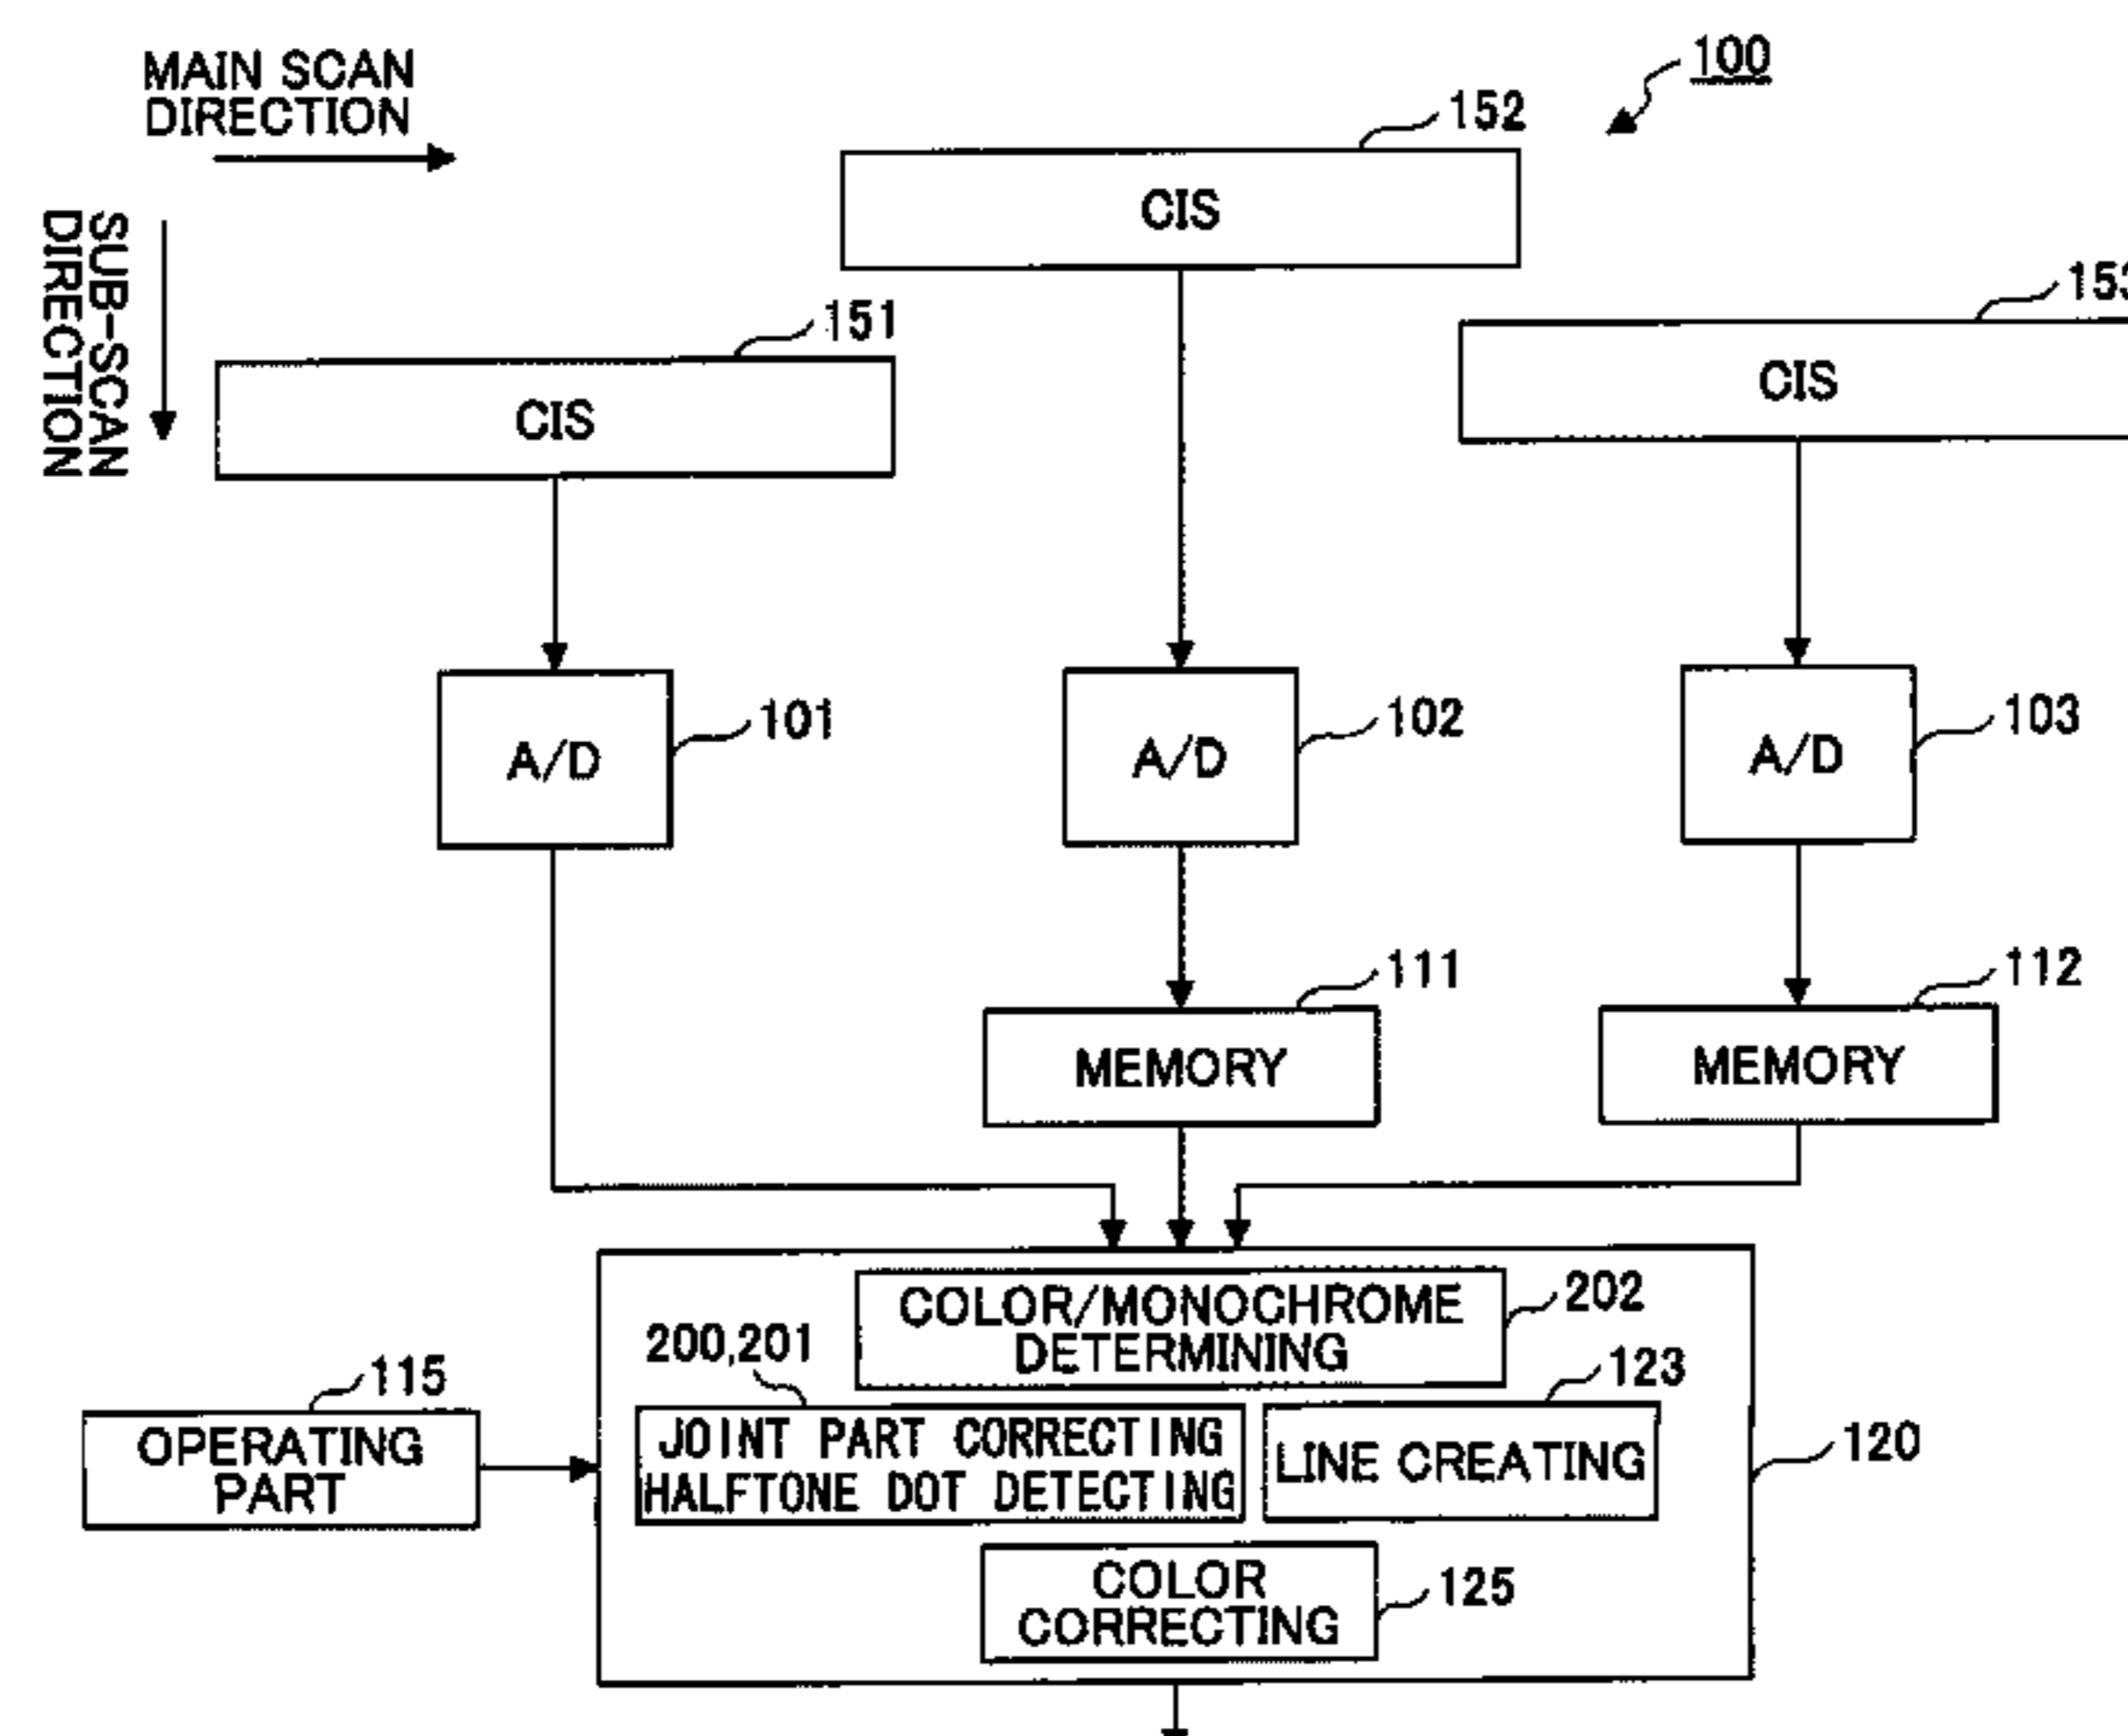 MAIN SCAN
DIRECTION
100
152
CIS
SUB-SCAN
DIRECTION
151
CIS
CIS
A/D
101
A/D
102
A/D
103
111
MEMORY
112
MEMORY
COLOR/MONOCHROME
DETERMINING
202
200,201
123
115
OPERATING
PART
JOINT PART CORRECTING
HALFTONE DOT DETECTING
LINE CREATING
120
COLOR
CORRECTING
125